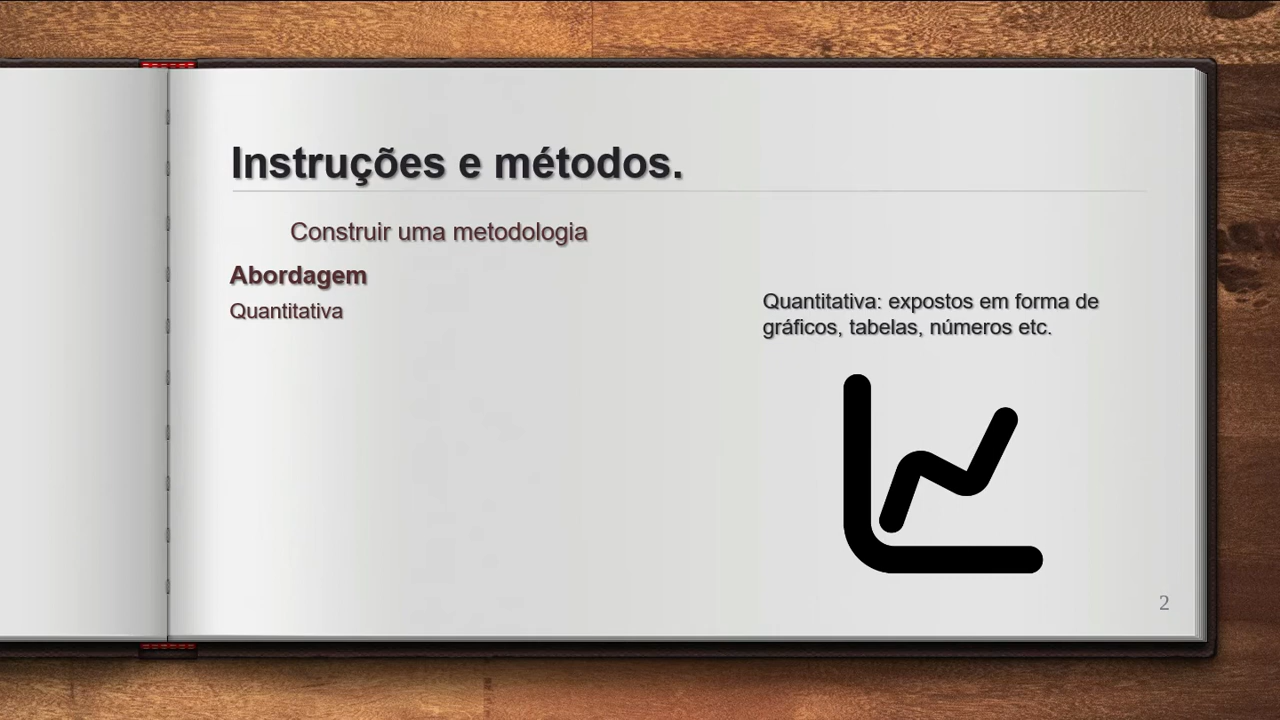 Instruções e métodos.
Construir uma metodologia
Abordagem
Quantitativa
Quantitativa: expostos em forma de
gráficos, tabelas, números etc.
2